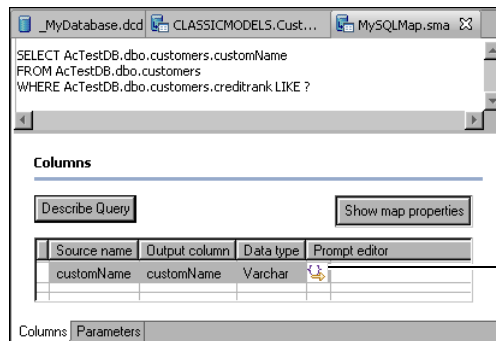 _MyDatabase.dcd CLASSICMODELS.Cust... MySQLMap.sma
SELECT AcTestDB.dbo.customers.customName
FROM AcTestDB.dbo.customers
WHERE AcTestDB.dbo.customers.creditrank LIKE ?
Columns
Describe Query Show map properties
Source name Output column Data type Prompt editor
customName customName Varchar
Columns Parameters